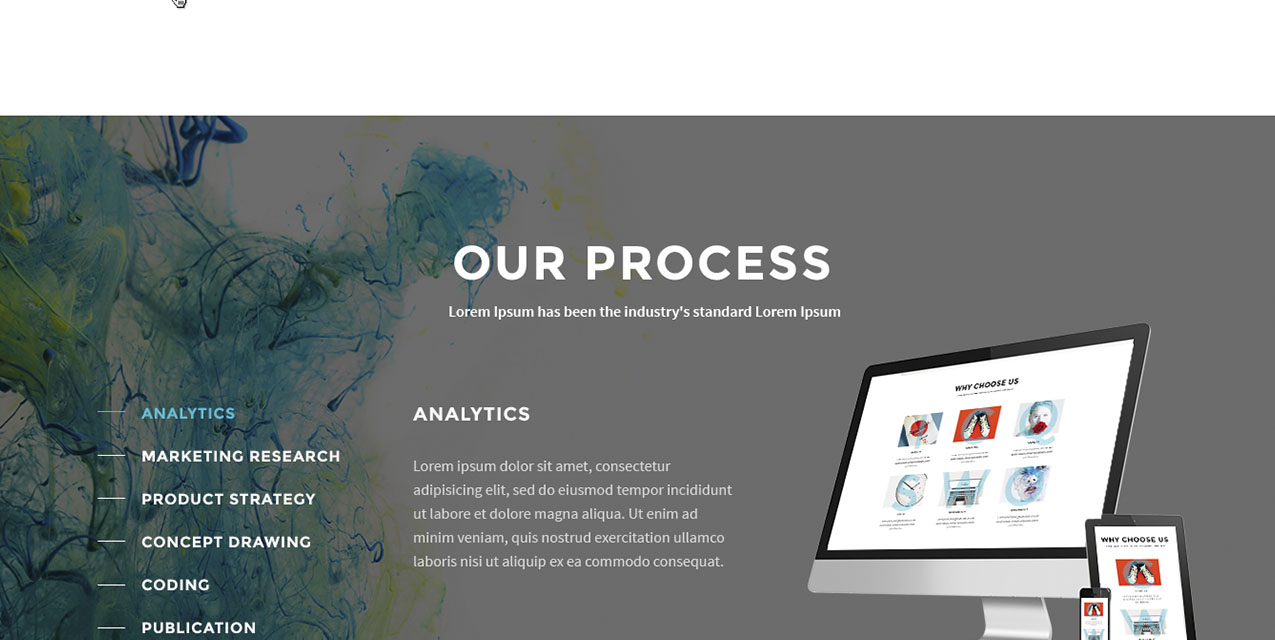 OUR PROCESS
Lorem Ipsum has been the industry's standard Lorem Ipsum
ANALYTICS
MARKETING RESEARCH
PRODUCT STRATEGY
CONCEPT DRAWING
CODING
PUBLICATION
ANALYTICS
Lorem ipsum dolor sit amet, consectetur
adipisicing elit, sed do eiusmod tempor incididunt
ut labore et dolore magna aliqua. Ut enim ad
minim veniam, quis nostrud exercitation ullamco
laboris nisi ut aliquip ex ea commodo consequat.
WHY CHOOSE US
WHY CHOOSE US